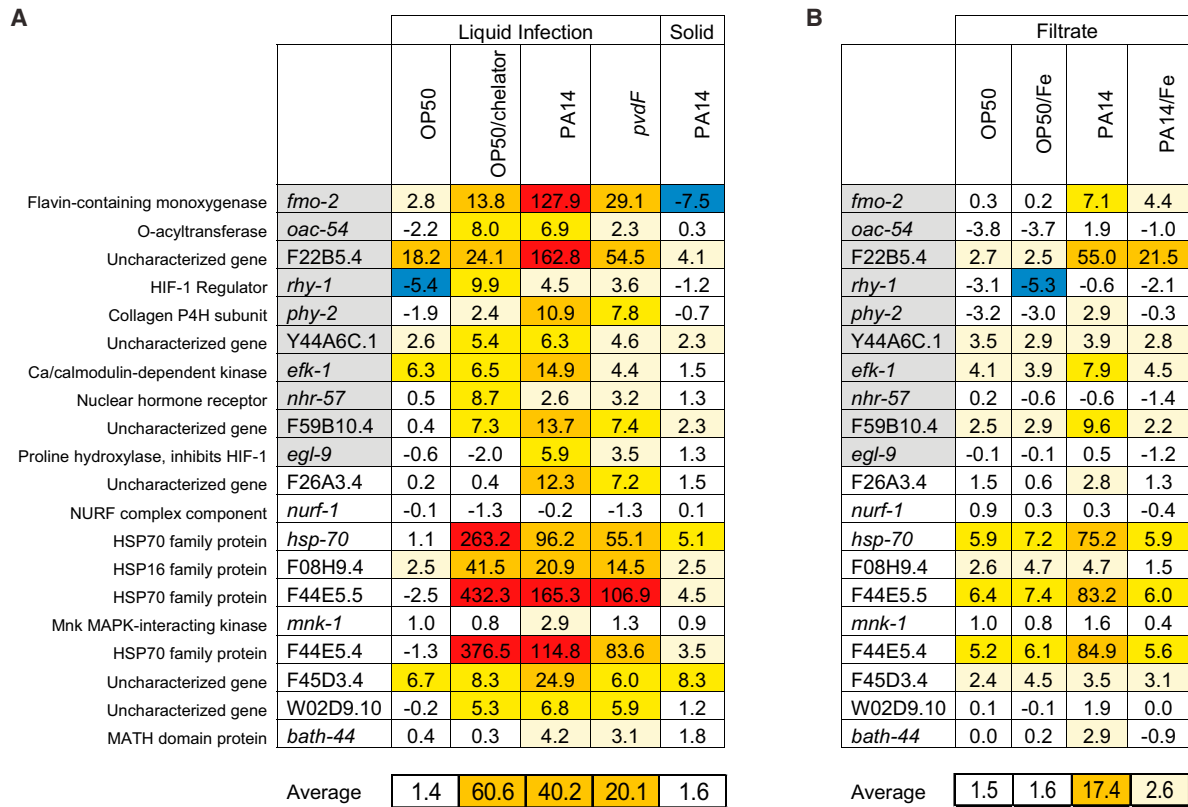 A
Liquid Infection Solid
OP50 OP50/chelator PA14 pvdF PA14
Flavin-containing monoxygenase fmo-2 2.8 13.8 127.9 29.1 -7.5
O-acyltransferase oac-54 -2.2 8.0 6.9 2.3 0.3
Uncharacterized gene F22B5.4 18.2 24.1 162.8 54.5 4.1
HIF-1 Regulator rhy-1 -5.4 9.9 4.5 3.6 -1.2
Collagen P4H subunit phy-2 -1.9 2.4 10.9 7.8 -0.7
Uncharacterized gene Y44A6C.1 2.6 5.4 6.3 4.6 2.3
Ca/calmodulin-dependent kinase efk-1 6.3 6.5 14.9 4.4 1.5
Nuclear hormone receptor nhr-57 0.5 8.7 2.6 3.2 1.3
Uncharacterized gene F59B10.4 0.4 7.3 13.7 7.4 2.3
Proline hydroxylase, inhibits HIF-1 egl-9 -0.6 -2.0 5.9 3.5 1.3
Uncharacterized gene F26A3.4 0.2 0.4 12.3 7.2 1.5
NURF complex component nurf-1 -0.1 -1.3 -0.2 -1.3 0.1
HSP70 family protein hsp-70 1.1 263.2 96.2 55.1 5.1
HSP16 family protein F08H9.4 2.5 41.5 20.9 14.5 2.5
HSP70 family protein F44E5.5 -2.5 432.3 165.3 106.9 4.5
Mnk MAPK-interacting kinase mnk-1 1.0 0.8 2.9 1.3 0.9
HSP70 family protein F44E5.4 -1.3 376.5 114.8 83.6 3.5
Uncharacterized gene F45D3.4 6.7 8.3 24.9 6.0 8.3
Uncharacterized gene W02D9.10 -0.2 5.3 6.8 5.9 1.2
MATH domain protein bath-44 0.4 0.3 4.2 3.1 1.8
Average 1.4 60.6 40.2 20.1 1.6
B
Filtrate
OP50 OP50/Fe PA14 PA14/Fe
fmo-2 0.3 0.2 7.1 4.4
oac-54 -3.8 -3.7 1.9 -1.0
F22B5.4 2.7 2.5 55.0 21.5
rhy-1 -3.1 -5.3 -0.6 -2.1
phy-2 -3.2 -3.0 2.9 -0.3
Y44A6C.1 3.5 2.9 3.9 2.8
efk-1 4.1 3.9 7.9 4.5
nhr-57 0.2 -0.6 -0.6 -1.4
F59B10.4 2.5 2.9 9.6 2.2
egl-9 -0.1 -0.1 0.5 -1.2
F26A3.4 1.5 0.6 2.8 1.3
nurf-1 0.9 0.3 0.3 -0.4
hsp-70 5.9 7.2 75.2 5.9
F08H9.4 2.6 4.7 4.7 1.5
F44E5.5 6.4 7.4 83.2 6.0
mnk-1 1.0 0.8 1.6 0.4
F44E5.4 5.2 6.1 84.9 5.6
F45D3.4 2.4 4.5 3.5 3.1
W02D9.10 0.1 -0.1 1.9 0.0
bath-44 0.0 0.2 2.9 -0.9
Average 1.5 1.6 17.4 2.6